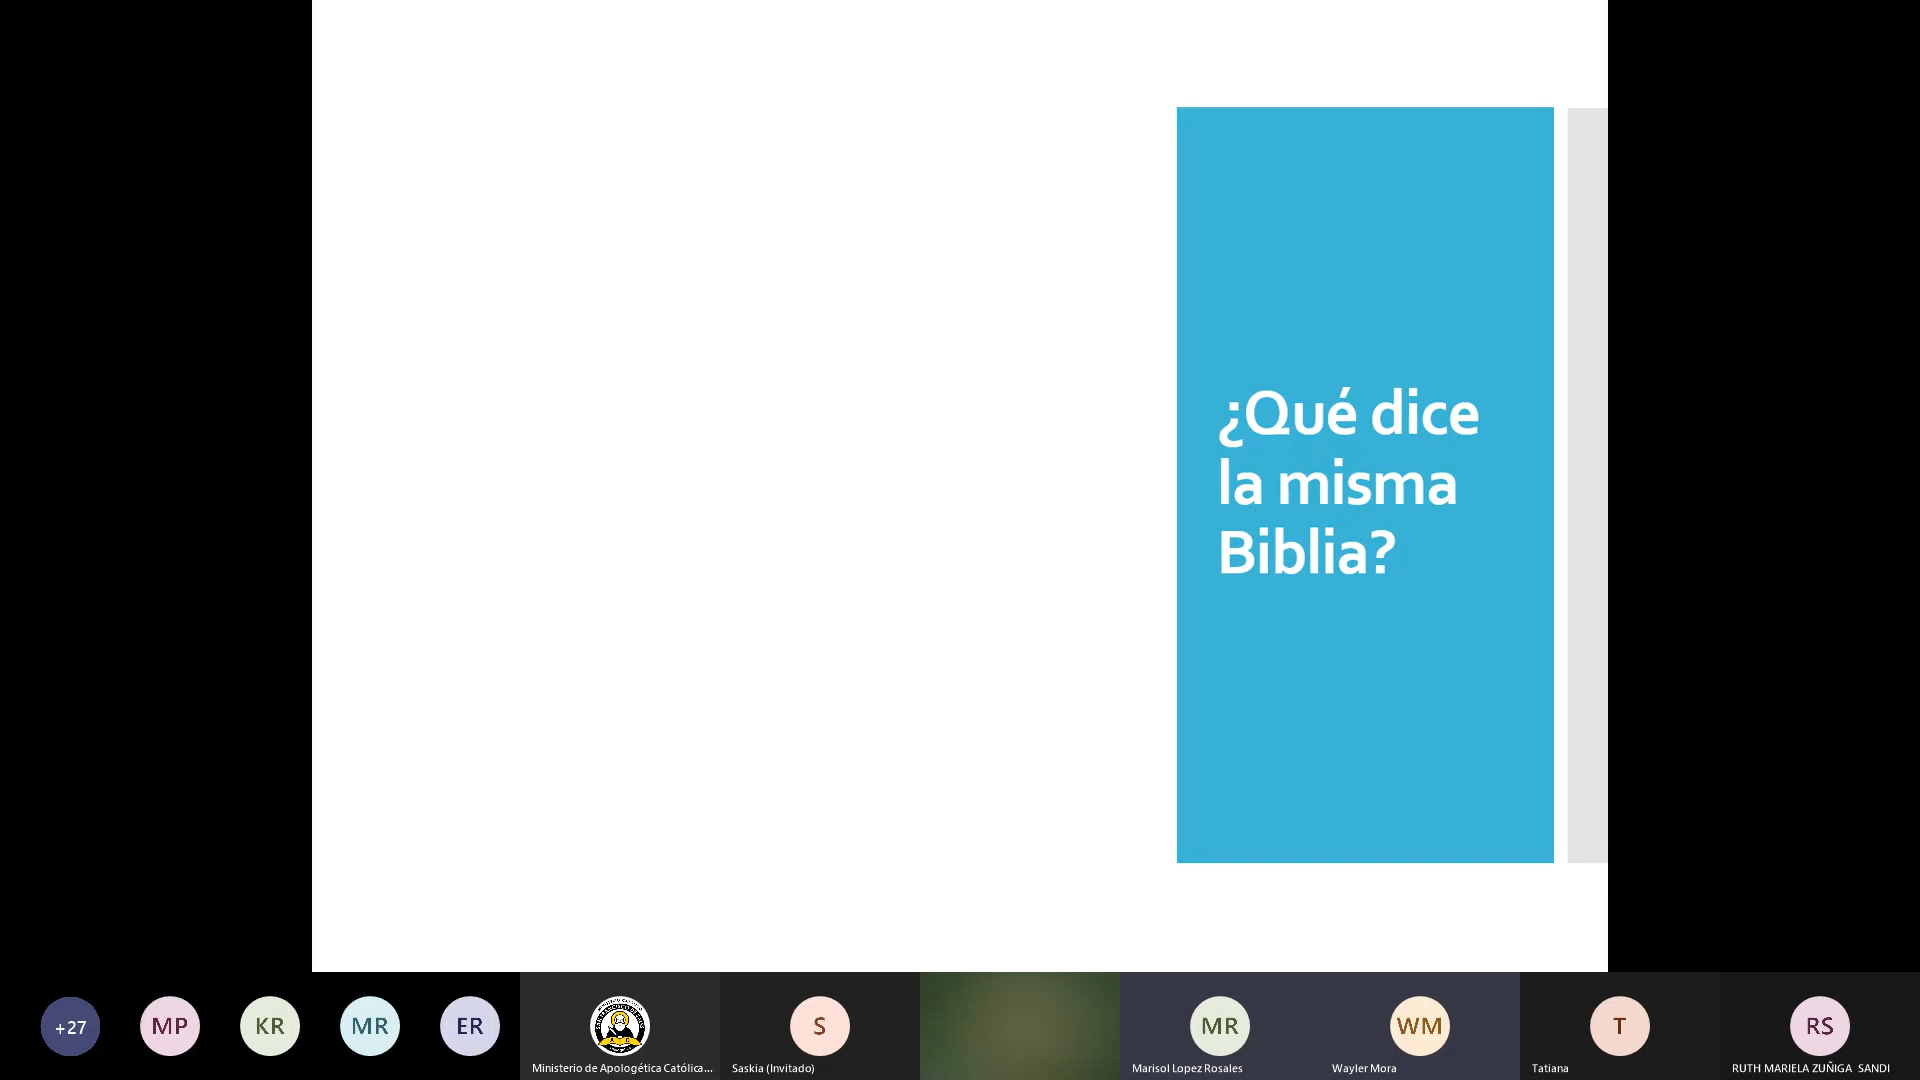 ¿Qué dice
la misma
Biblia?
+27
MP
KR
MR
ER
Ministerio de Apologética Católica...
S
Saskia (Invitado)
MR
Marisol Lopez Rosales
WM
Wayler Mora
T
Tatiana
RS
RUTH MARIELA ZUÑIGA SANDI